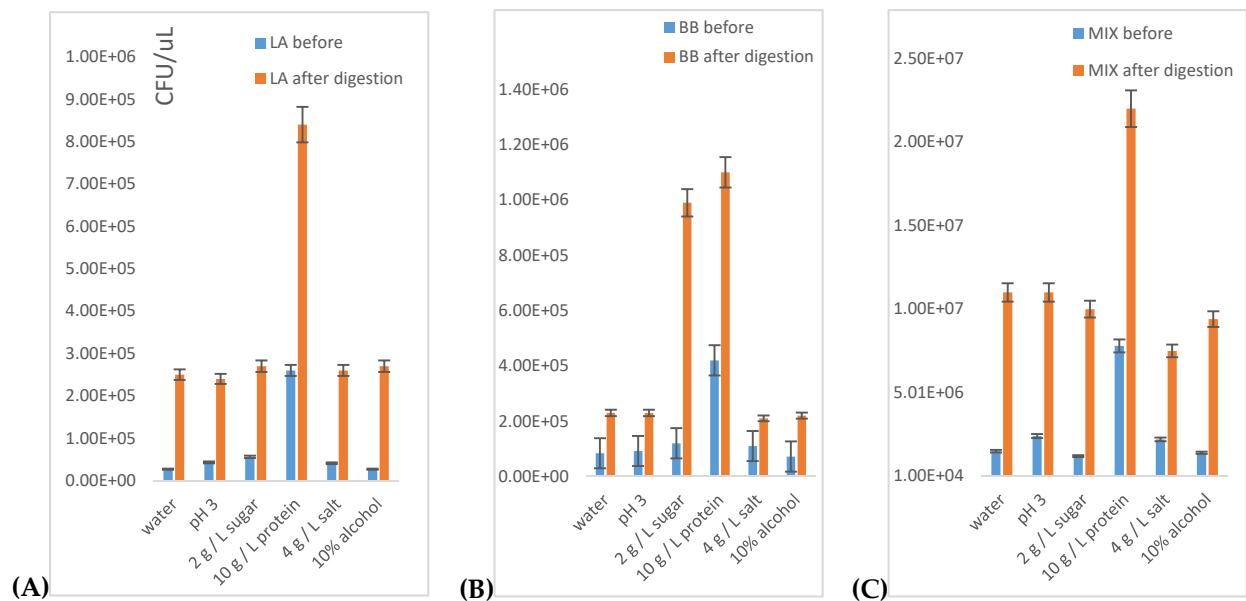 CFU/uL
LA before
LA after digestion
1.00E+06
9.00E+05
8.00E+05
7.00E+05
6.00E+05
5.00E+05
4.00E+05
3.00E+05
2.00E+05
1.00E+05
0.00E+00
water
pH 3
2 g / L sugar
10 g / L protein
4 g / L salt
10% alcohol
(A)
BB before
BB after digestion
1.40E+06
1.20E+06
1.00E+06
8.00E+05
6.00E+05
4.00E+05
2.00E+05
0.00E+00
water
pH 3
2 g / L sugar
10 g / L protein
4 g / L salt
10% alcohol
(B)
MIX before
MIX after digestion
2.50E+07
2.00E+07
1.50E+07
1.00E+07
5.01E+06
1.00E+04
water
pH 3
2 g / L sugar
10 g / L protein
4 g / L salt
10% alcohol
(C)